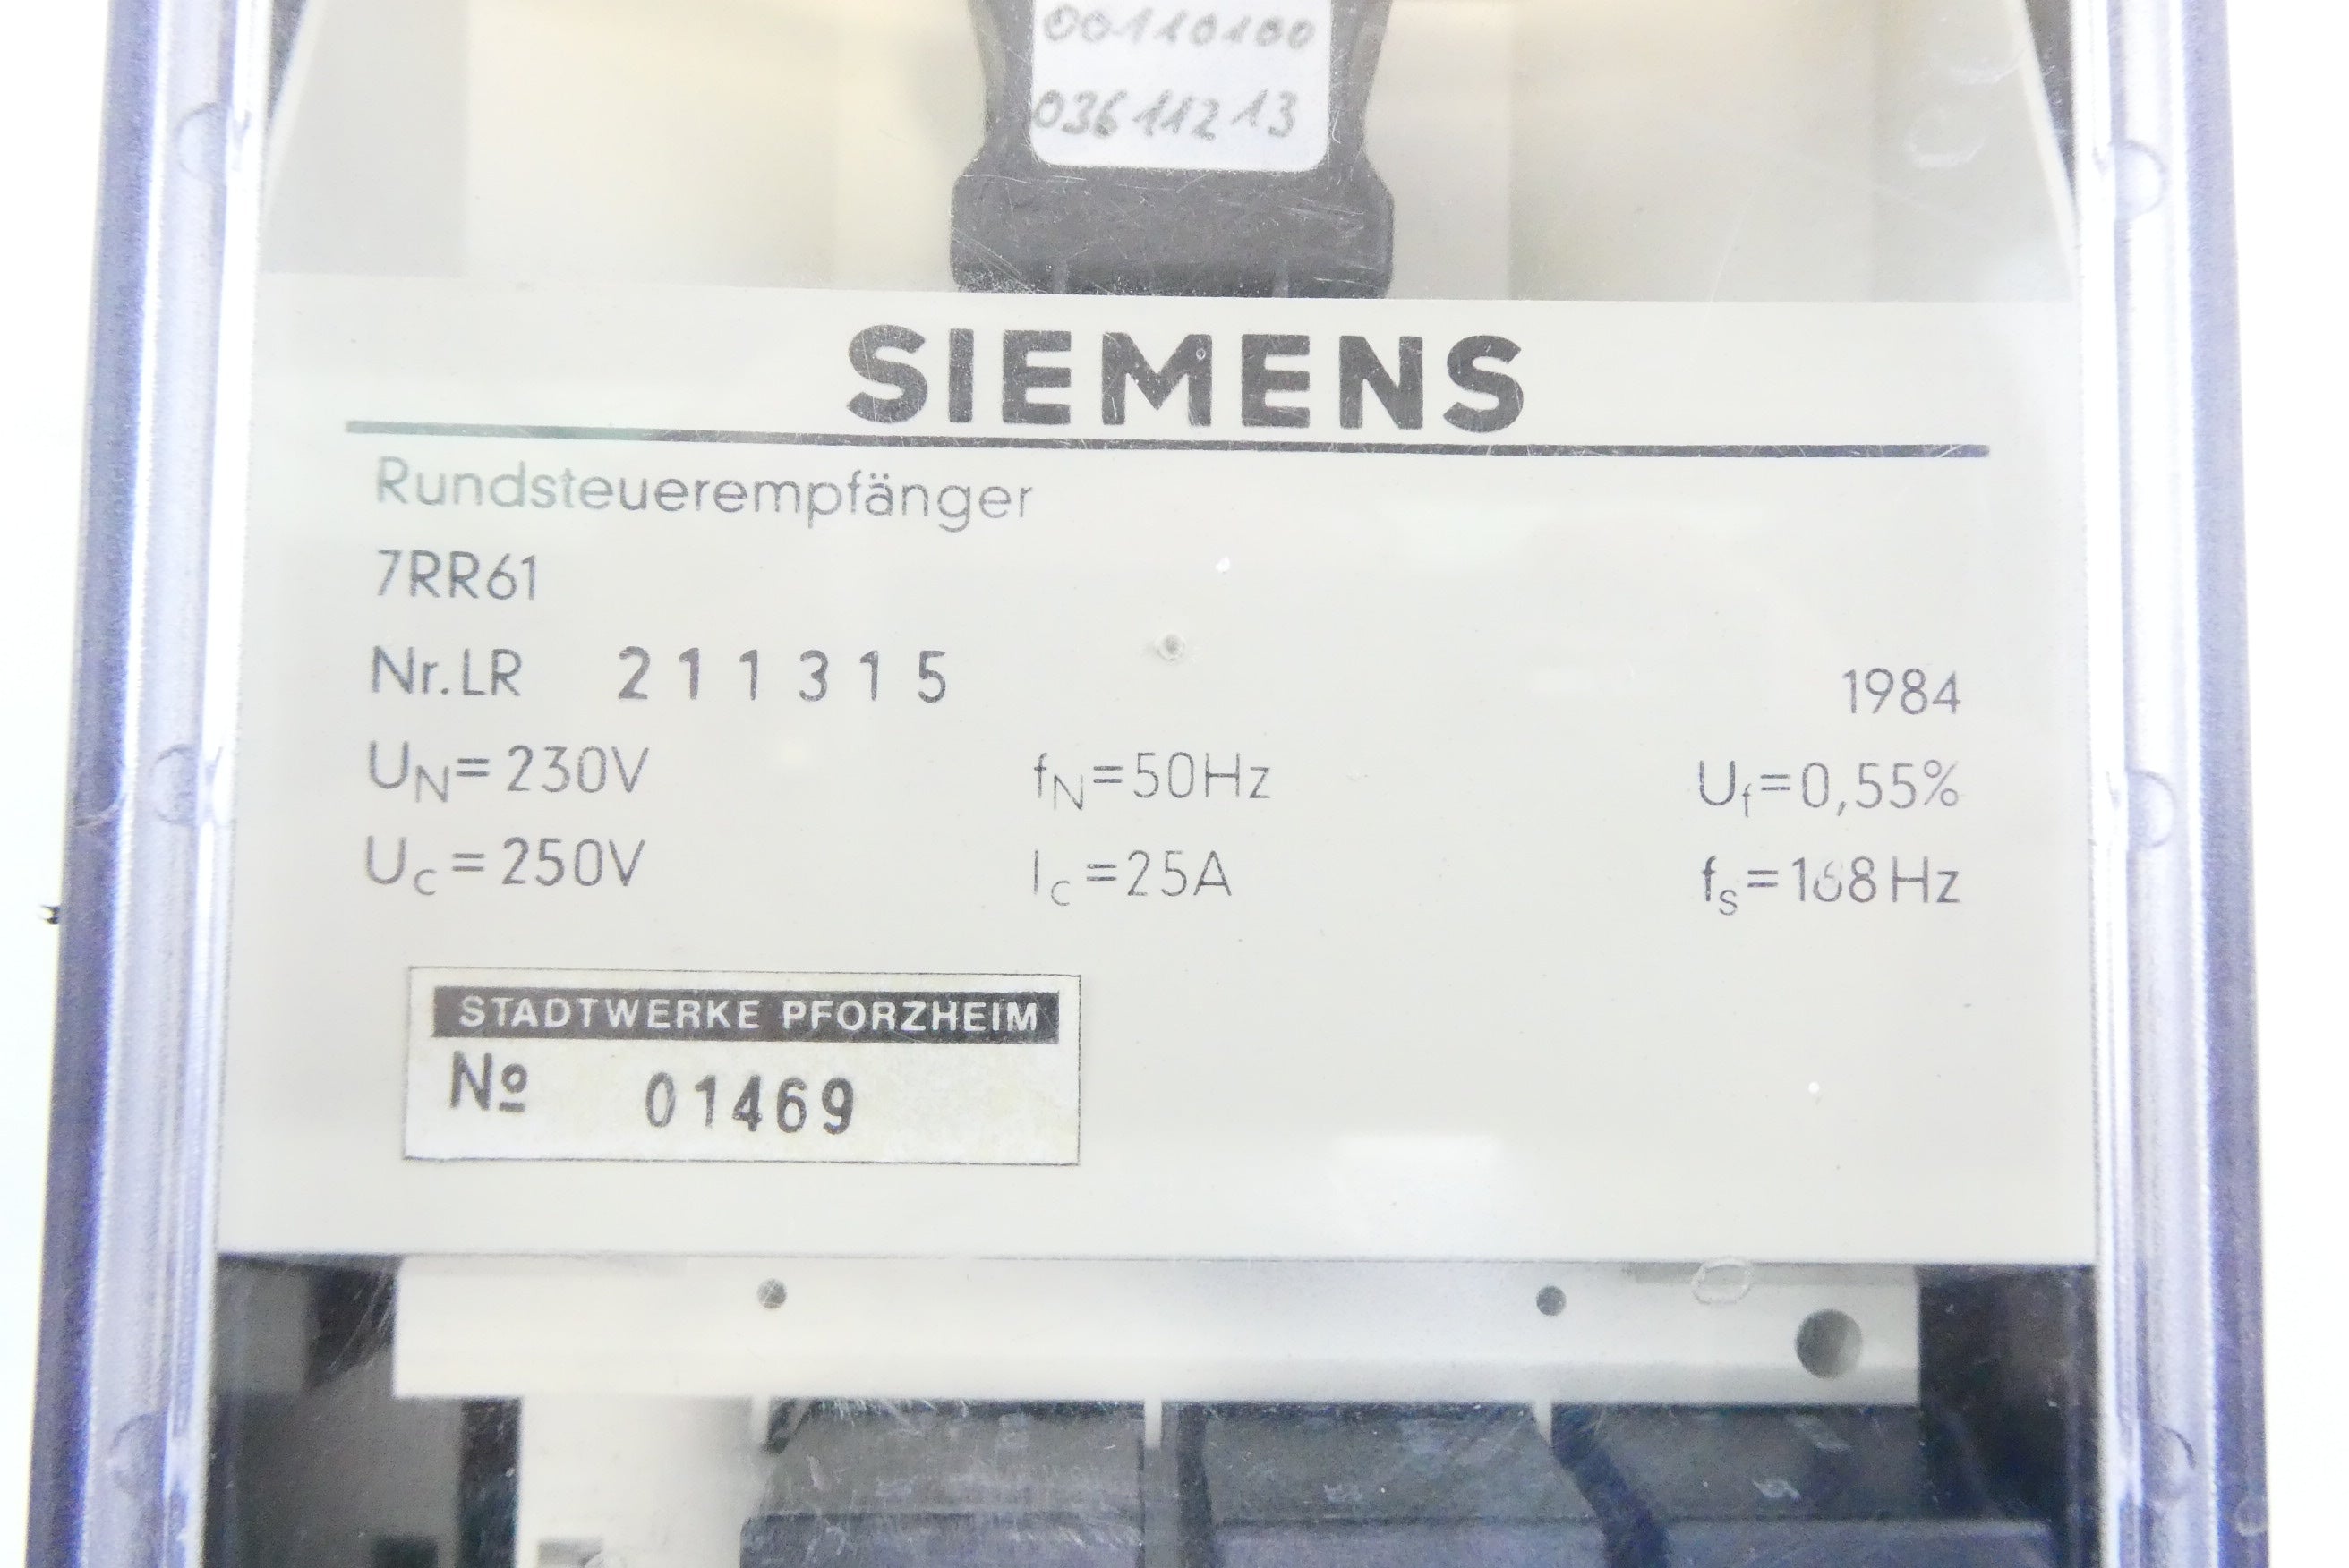 00110100
03611213
SIEMENS
Rundsteuerempfänger
7RR61
Nr. LR 211315 1984
UN=230V fN=50Hz Uf=0,55%
Uc=250V Ic=25A fs=168Hz
STADTWERKE PFORZHEIM
Nº 01469